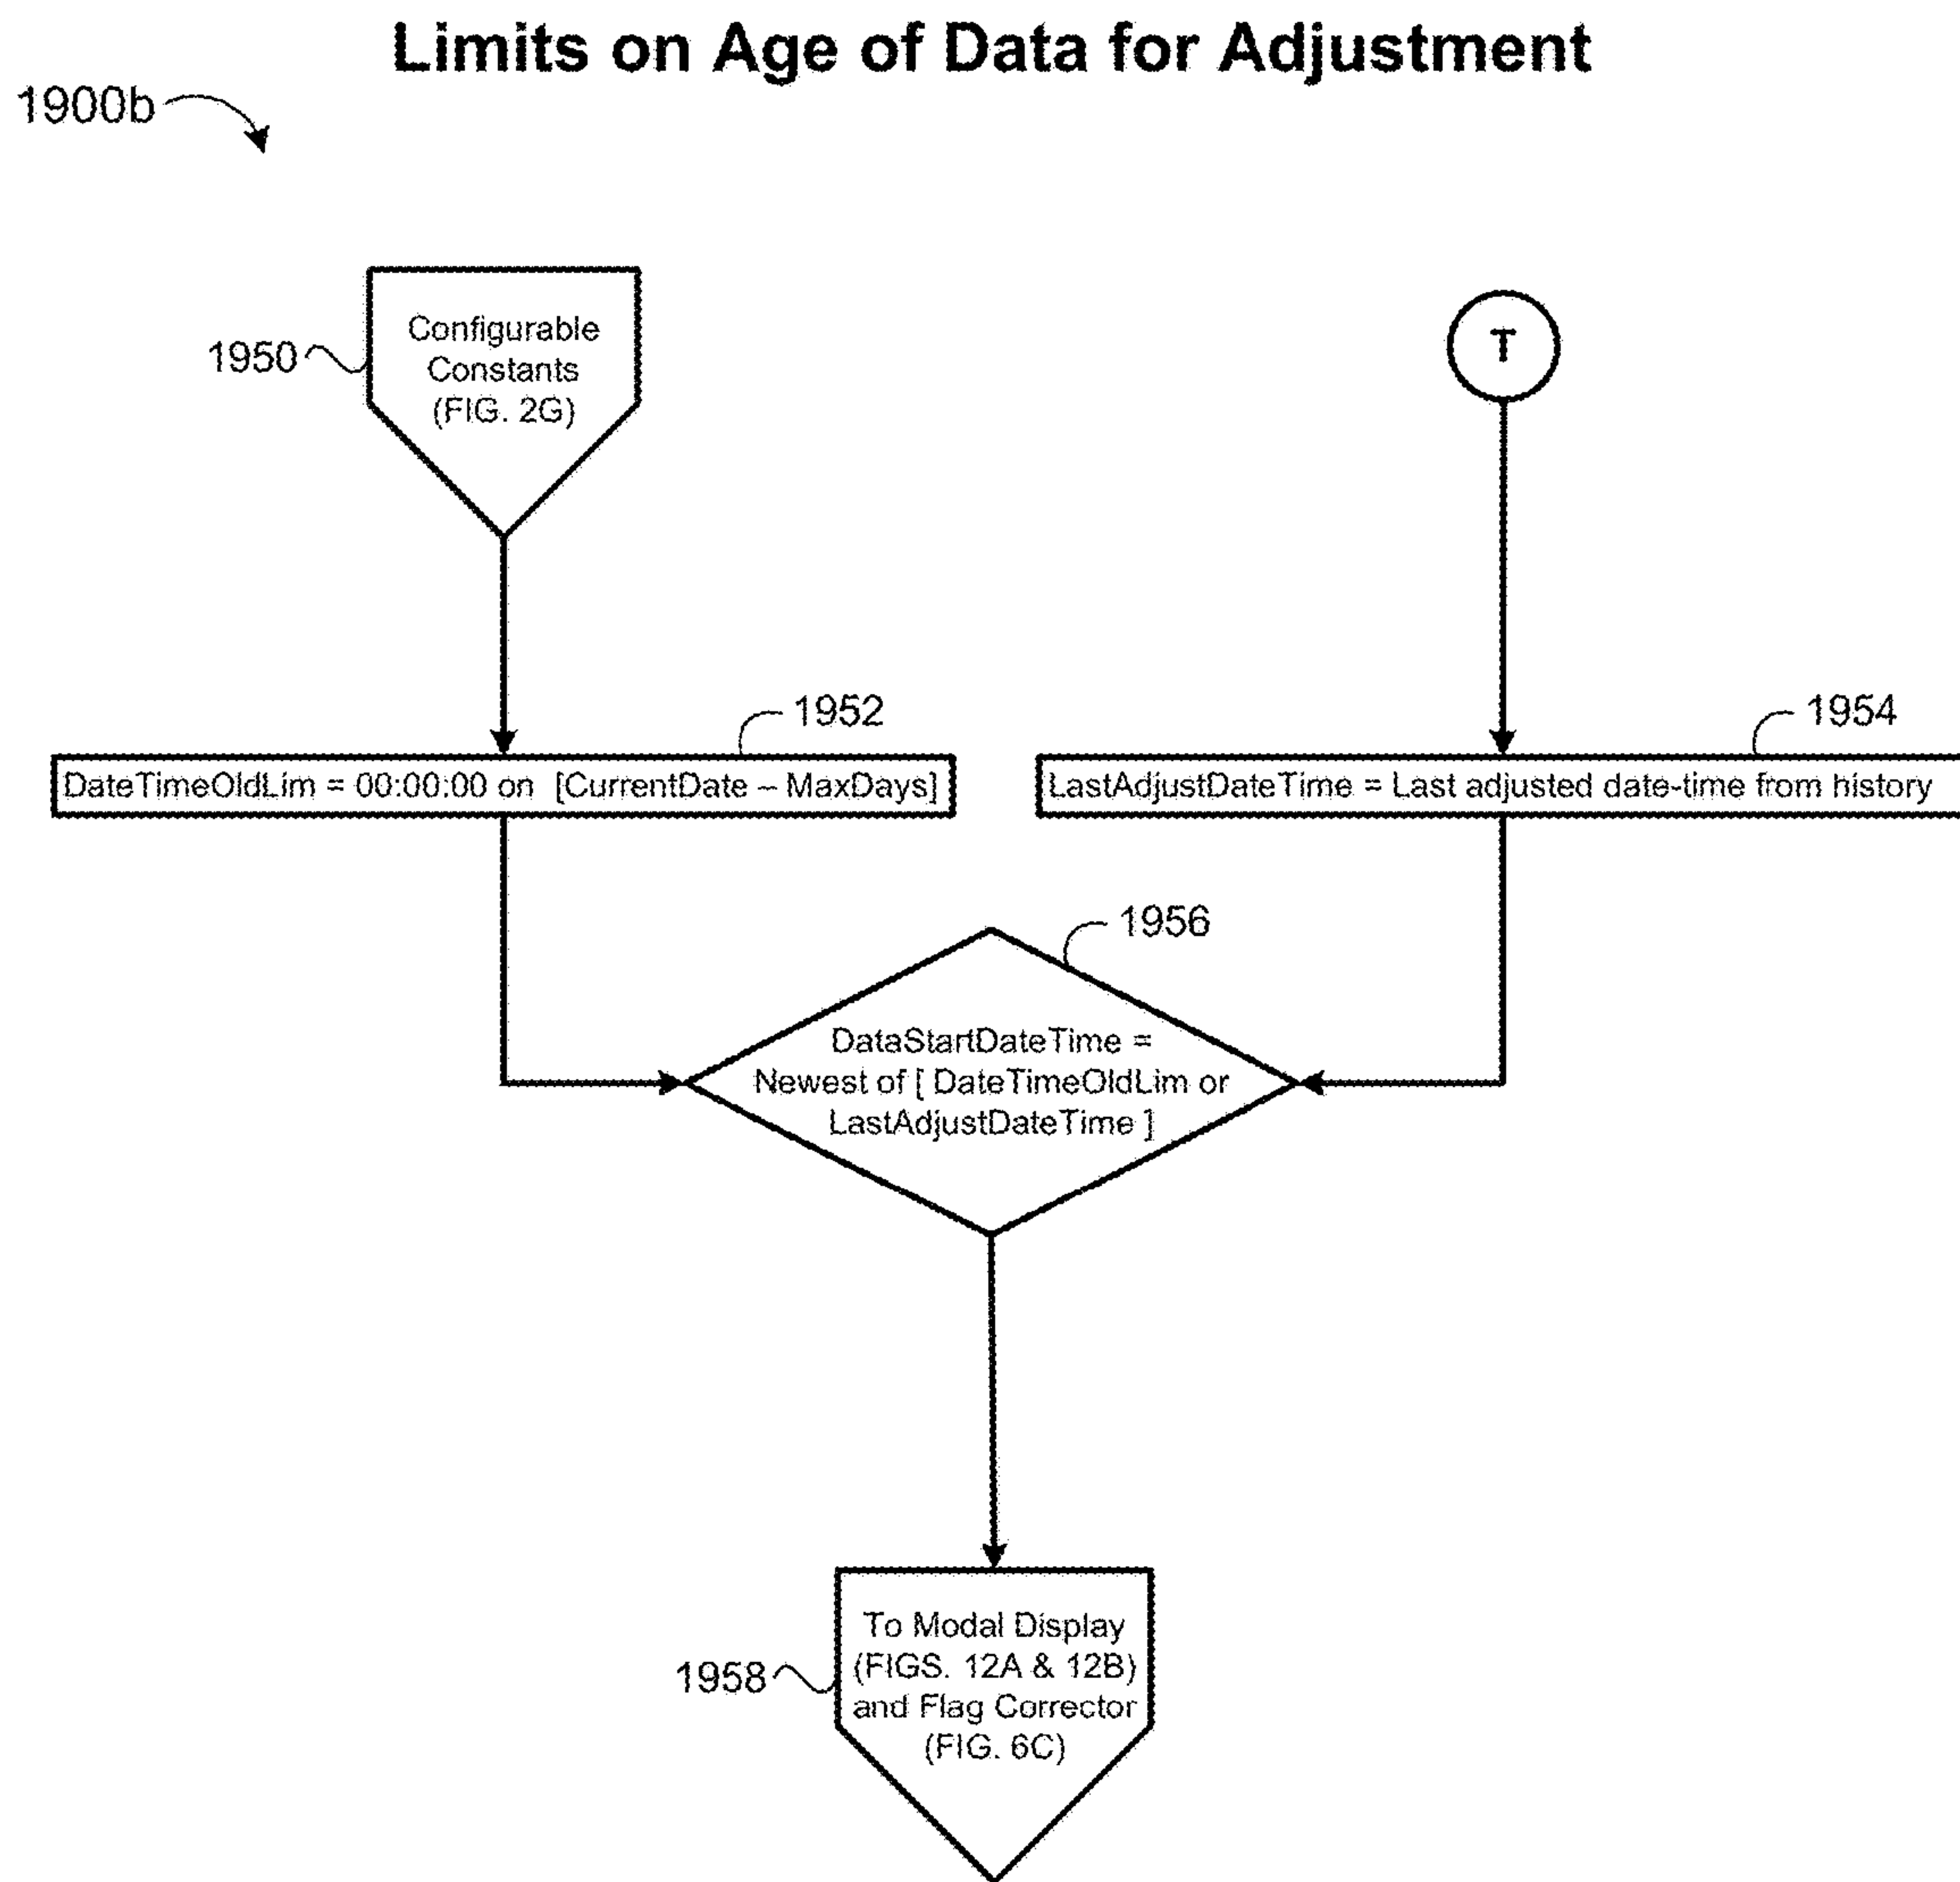 Limits on Age of Data for Adjustment
1900b
1950
Configurable
Constants
(FIG. 2G)
T
1952
1954
DateTimeOldLim = 00:00:00 on [CurrentDate – MaxDays]
LastAdjustDateTime = Last adjusted date-time from history
1956
DataStartDateTime =
Newest of [ DateTimeOldLim or
LastAdjustDateTime ]
1958
To Modal Display
(FIGS. 12A & 12B)
and Flag Corrector
(FIG. 6C)